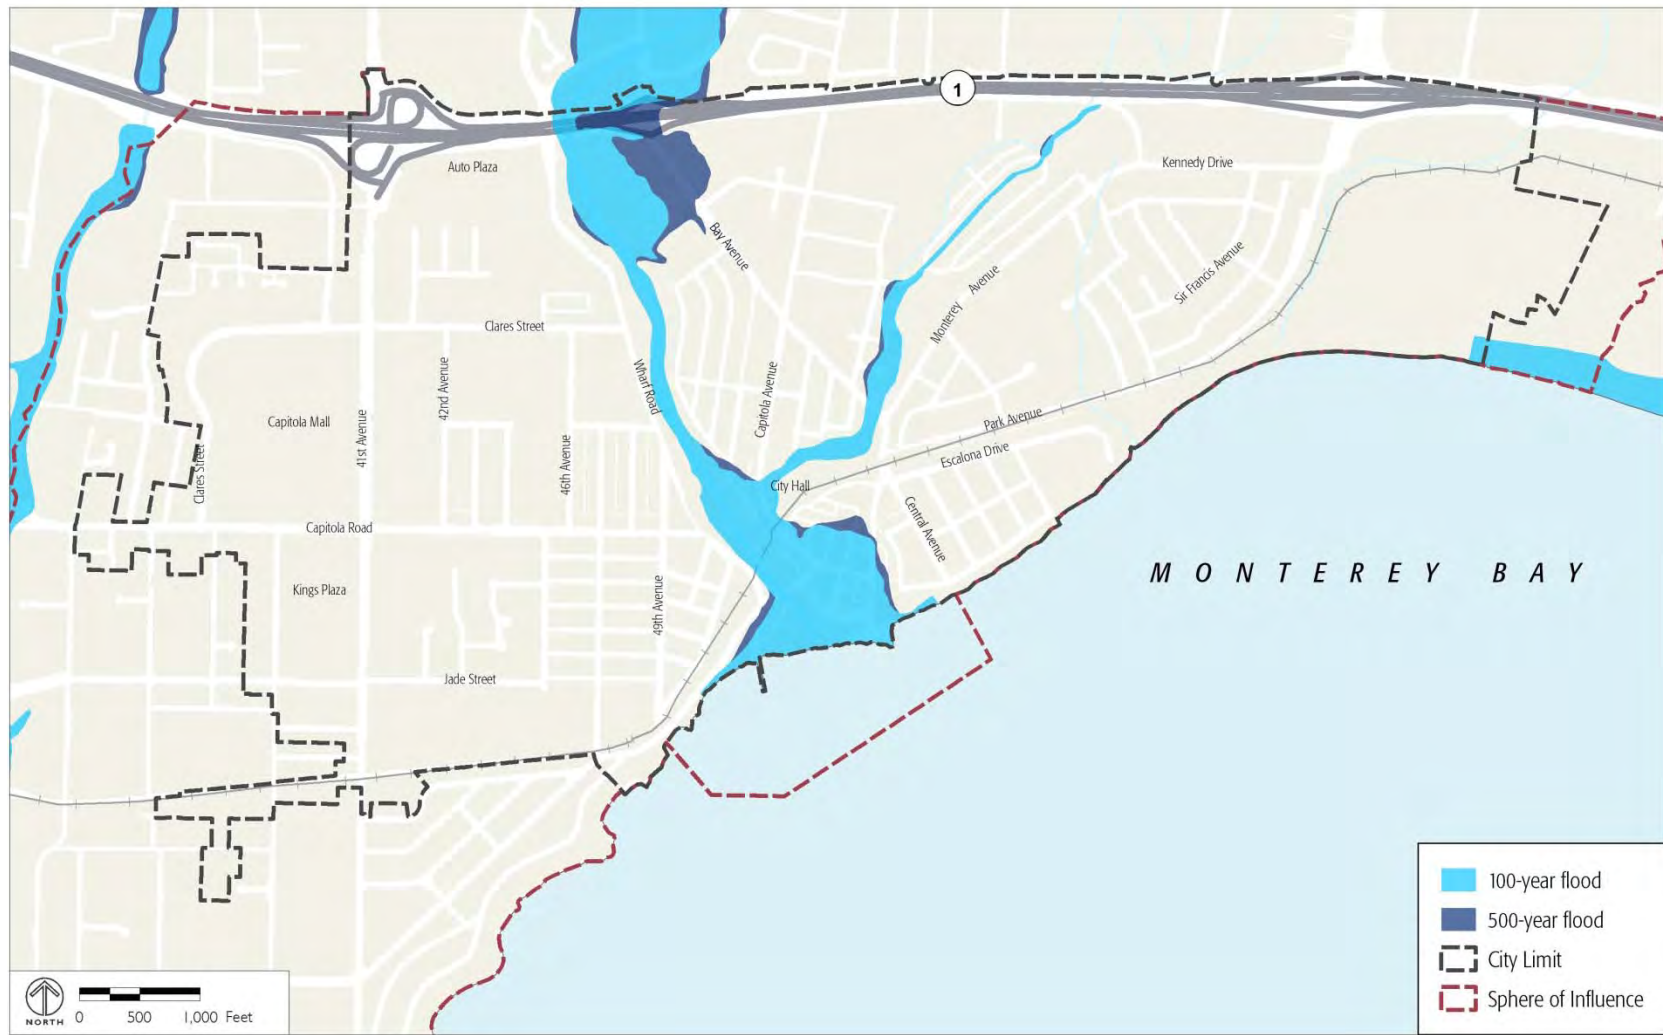 1
Auto Plaza
Kennedy Drive
Bay Avenue
Sir Francis Avenue
Monterey Avenue
Clares Street
Wharf Road
42nd Avenue
Capitola Avenue
Capitola Mall
41st Avenue
Park Avenue
Escalona Drive
46th Avenue
Clares Street
City Hall
Central Avenue
Capitola Road
MONTEREY BAY
Kings Plaza
49th Avenue
Jade Street
100-year flood
500-year flood
City Limit
Sphere of Influence
NORTH
0 500 1,000 Feet